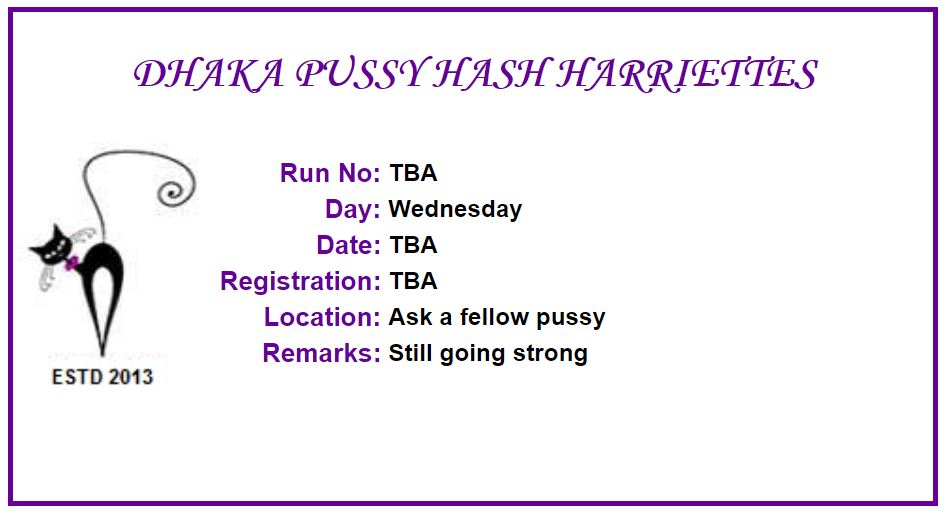 DHAKA PUSSY HASH HARRIETTES
Run No: TBA
Day: Wednesday
Date: TBA
Registration: TBA
Location: Ask a fellow pussy
Remarks: Still going strong
ESTD 2013